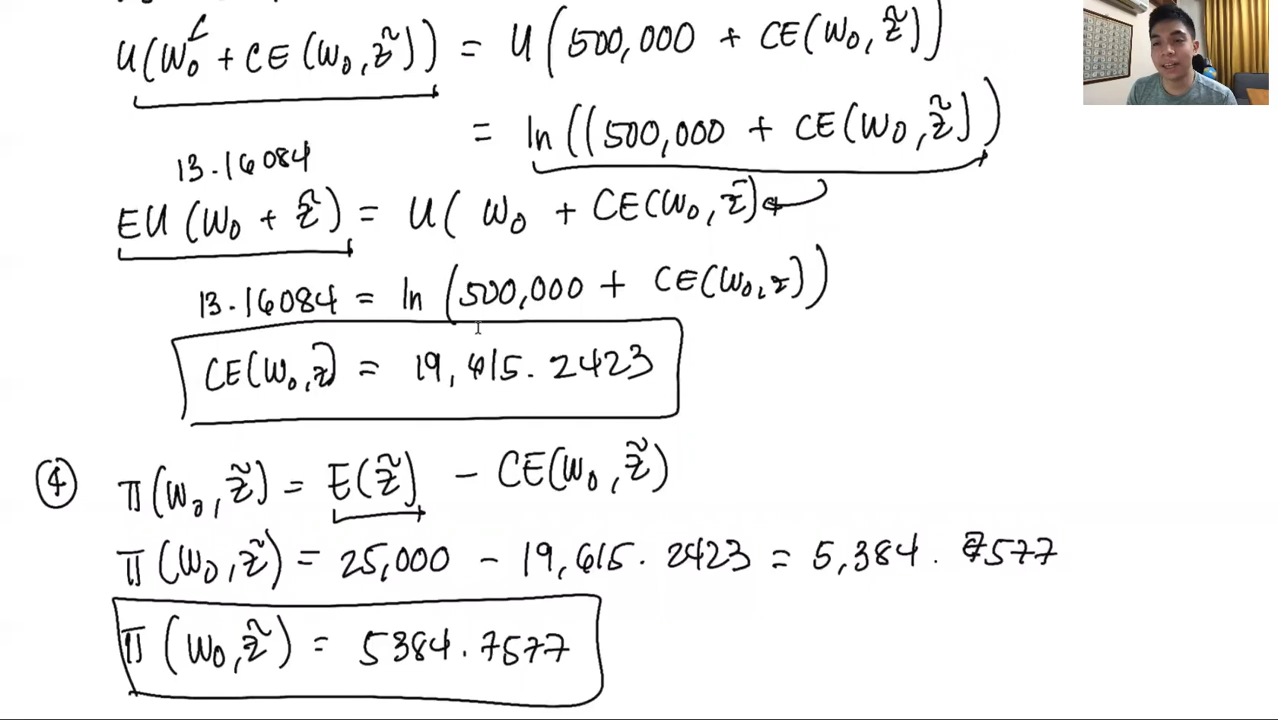 U(W₀ + CE(W₀,z̃)) = U(500,000 + CE(W₀,z̃))
= ln((500,000 + CE(W₀,z̃))
13.16084
EU(W₀ + z̃) = U(W₀ + CE(W₀,z̃)
13.16084 = ln(500,000 + CE(W₀,z))
CE(W₀,z̃) = 19,615.2423
④ π(W₀,z̃) = E(z̃) - CE(W₀,z̃)
π(W₀,z̃) = 25,000 - 19,615.2423 = 5,384.7577
π(W₀,z̃) = 5384.7577